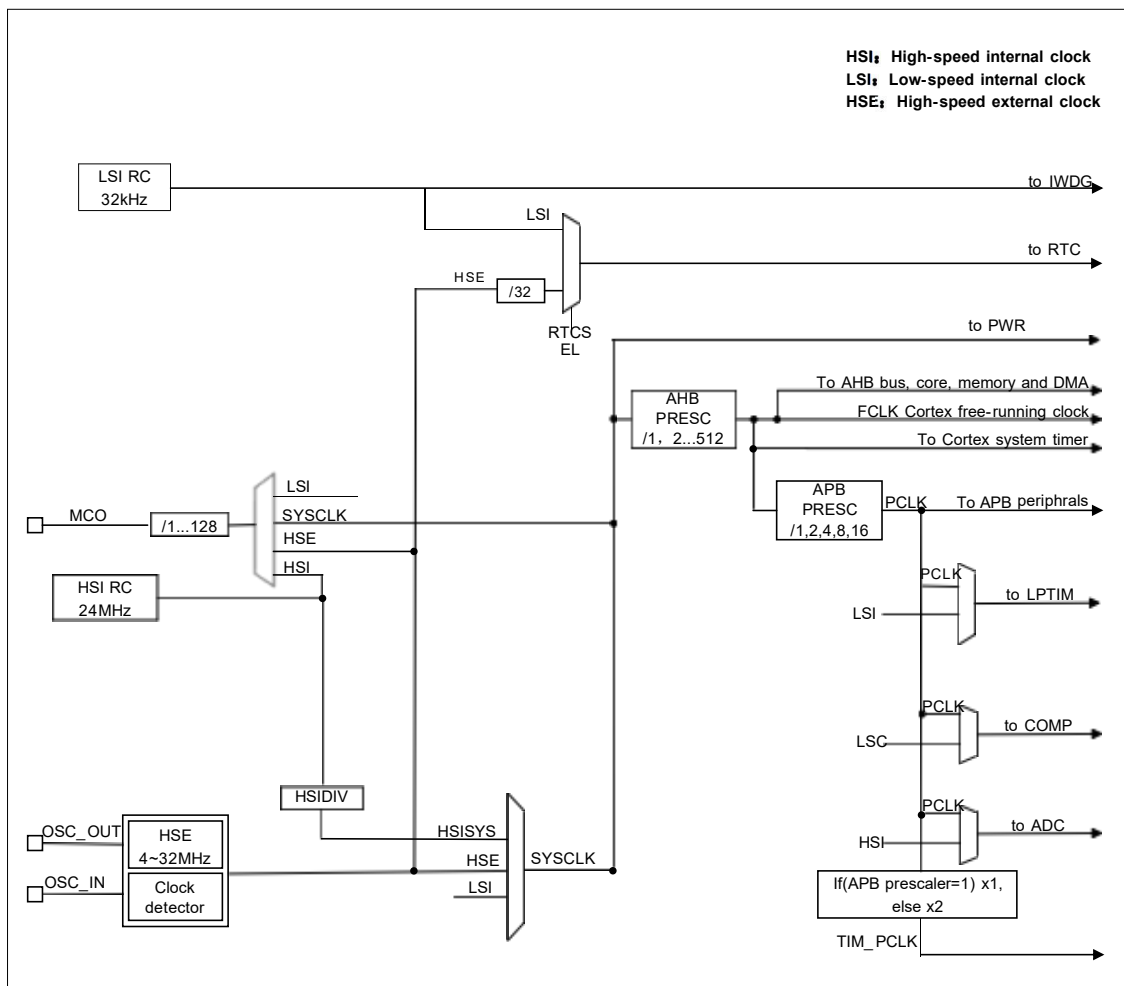 HSI： High-speed internal clock
LSI： Low-speed internal clock
HSE： High-speed external clock
LSI RC
32kHz
to IWDG
LSI
to RTC
HSE
/32
RTCS
EL
to PWR
To AHB bus, core, memory and DMA
AHB
PRESC
/1， 2...512
FCLK Cortex free-running clock
To Cortex system timer
LSI
APB
PRESC
/1,2,4,8,16
PCLK
To APB periphrals
MCO
/1...128
SYSCLK
HSE
HSI
HSI RC
24MHz
PCLK
to LPTIM
LSI
PCLK
to COMP
LSC
HSIDIV
PCLK
to ADC
HSI
OSC_OUT
HSE
4~32MHz
HSISYS
HSE
SYSCLK
LSI
OSC_IN
Clock
detector
If(APB prescaler=1) x1,
else x2
TIM_PCLK